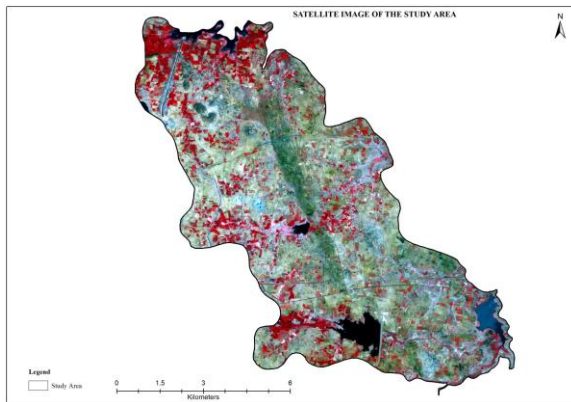 SATELLITE IMAGE OF THE STUDY AREA
N
Legend
Study Area
0 1.5 3 6
Kilometers